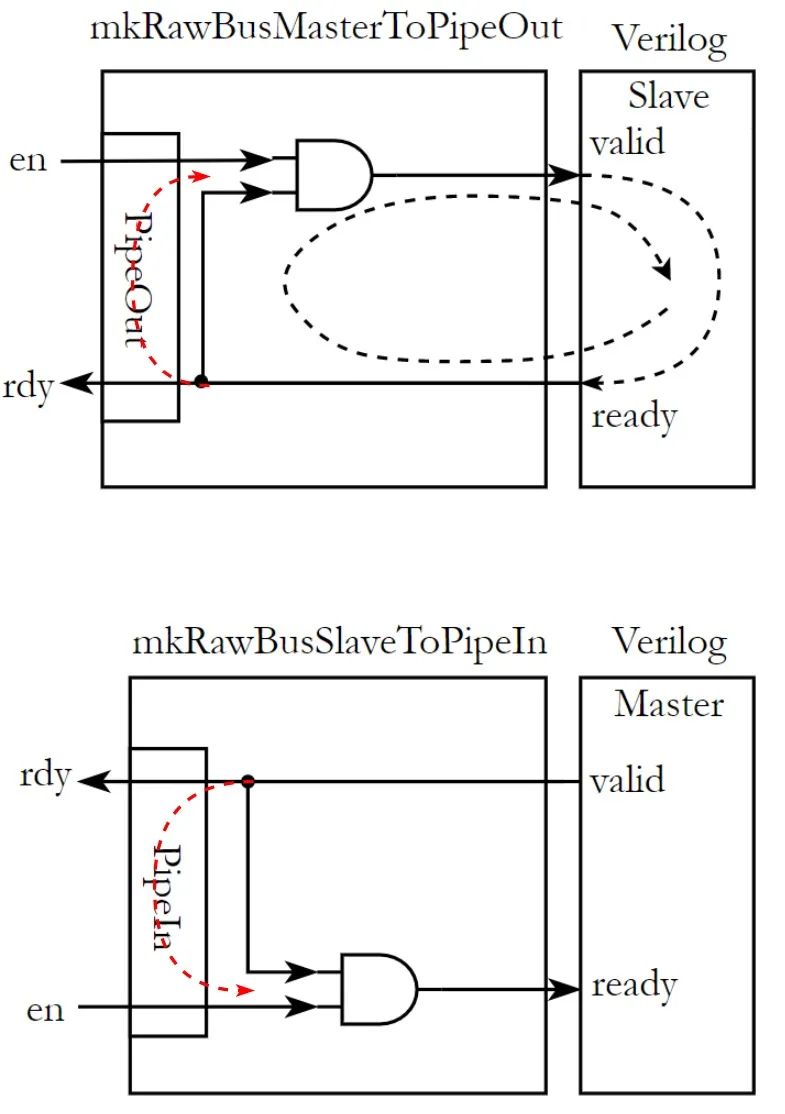 mkRawBusMasterToPipeOut
Verilog
Slave
en
valid
PipeOut
rdy
ready
mkRawBusSlaveToPipeIn
Verilog
Master
rdy
valid
PipeIn
en
ready